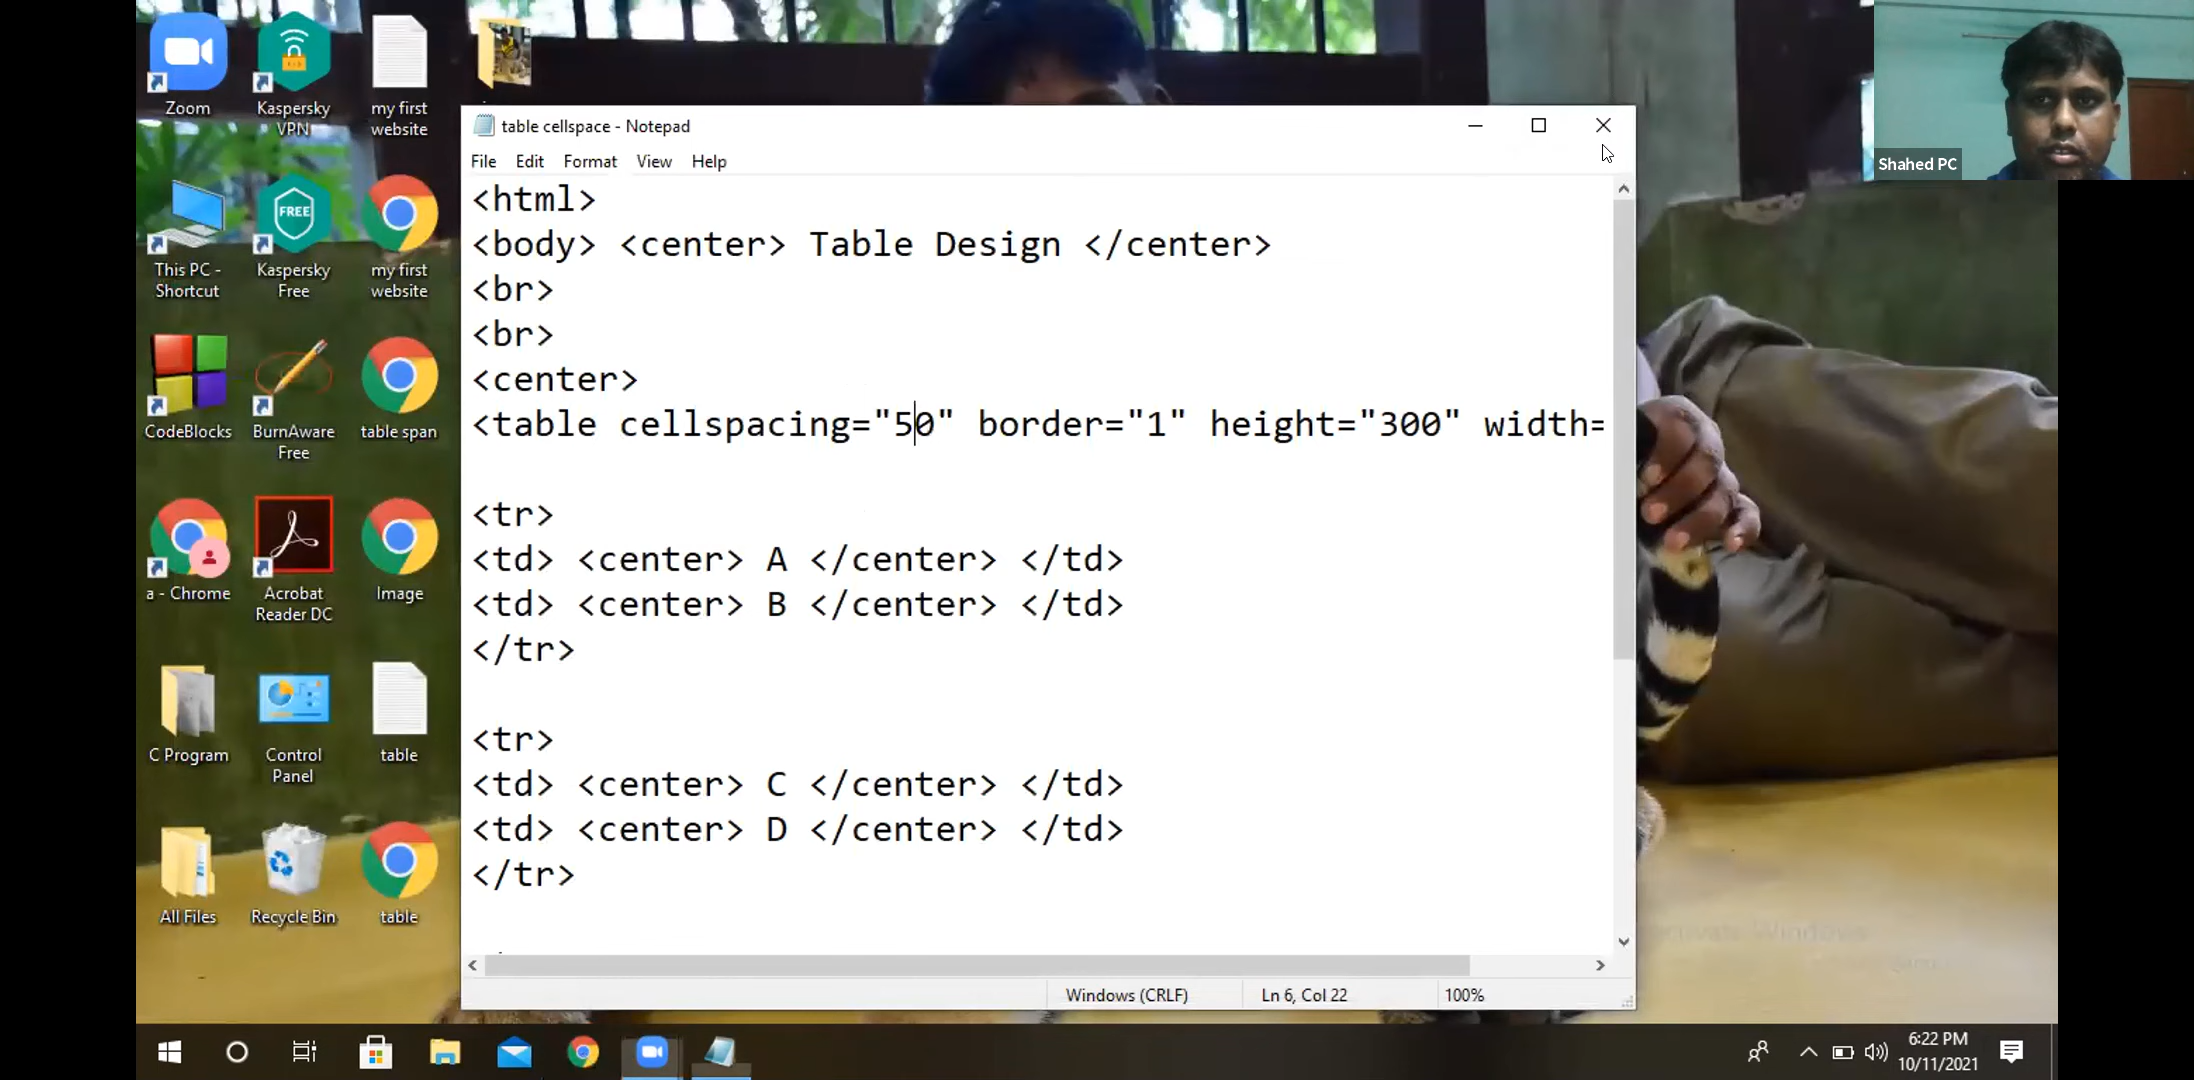 Zoom
Kaspersky
VPN
my first
website
This PC -
Shortcut
FREE
Kaspersky
Free
my first
website
CodeBlocks
BurnAware
Free
table span
a - Chrome
Acrobat
Reader DC
Image
C Program
Control
Panel
table
All Files
Recycle Bin
table
table cellspace - Notepad
File Edit Format View Help
<html>
<body> <center> Table Design </center>
<br>
<br>
<center>
<table cellspacing="50" border="1" height="300" width=
<tr>
<td> <center> A </center> </td>
<td> <center> B </center> </td>
</tr>
<tr>
<td> <center> C </center> </td>
<td> <center> D </center> </td>
</tr>
Windows (CRLF) Ln 6, Col 22 100%
Shahed PC
6:22 PM
10/11/2021